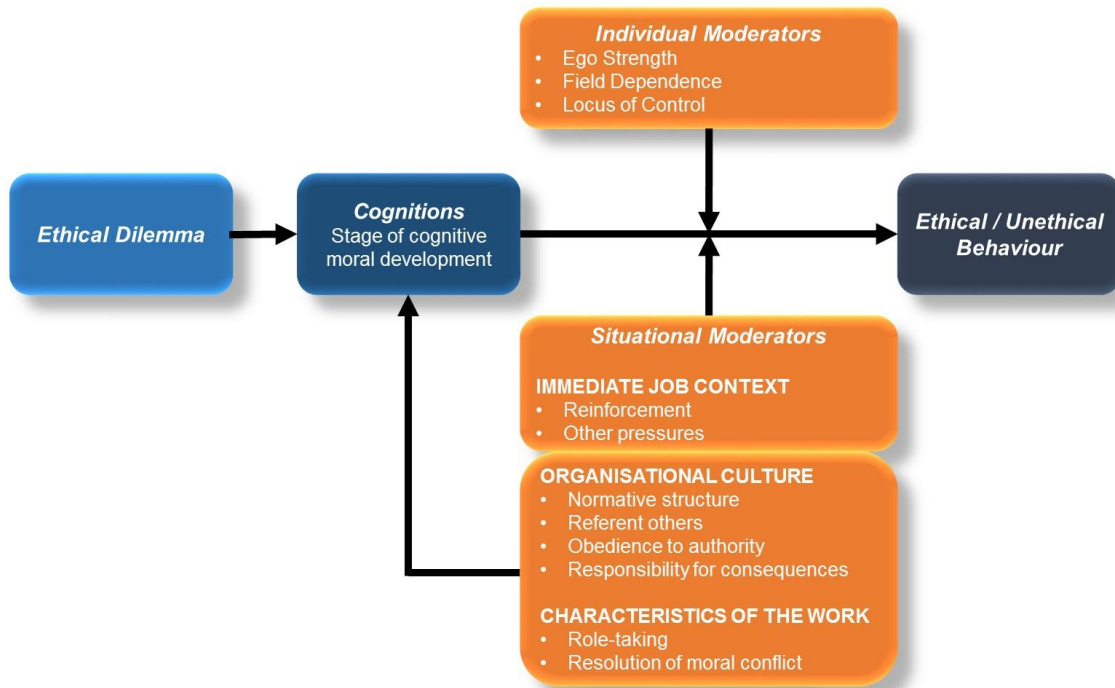 Individual Moderators
• Ego Strength
• Field Dependence
• Locus of Control
Ethical Dilemma
Cognitions
Stage of cognitive
moral development
Ethical / Unethical
Behaviour
Situational Moderators
IMMEDIATE JOB CONTEXT
• Reinforcement
• Other pressures
ORGANISATIONAL CULTURE
• Normative structure
• Referent others
• Obedience to authority
• Responsibility for consequences
CHARACTERISTICS OF THE WORK
• Role-taking
• Resolution of moral conflict